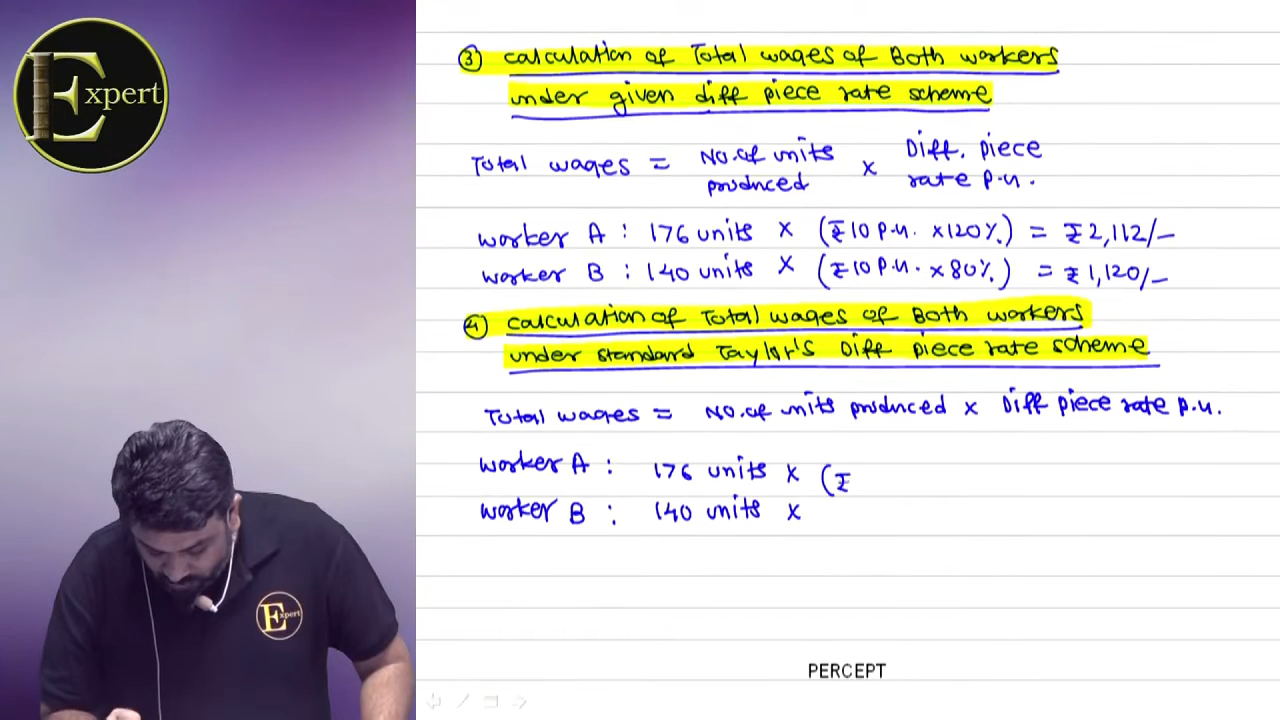 Expert
③ calculation of Total wages of Both workers
under given diff piece rate scheme
Total wages = No. of units produced × Diff. piece rate p.u.
worker A : 176 units × (₹10 p.u. × 120%) = ₹2,112/-
worker B : 140 units × (₹10 p.u. × 80%) = ₹1,120/-
④ calculation of Total wages of Both workers
under standard Taylor's Diff piece rate scheme
Total wages = No. of units produced × Diff piece rate p.u.
worker A : 176 units × (₹
worker B : 140 units ×
Expert
PERCEPT